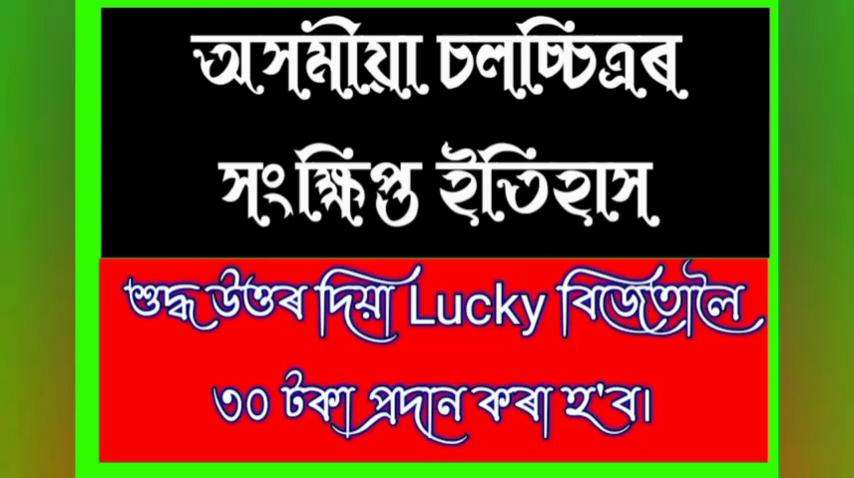 অসমীয়া চলচ্চিত্ৰৰ
সংক্ষিপ্ত ইতিহাস
শুদ্ধ উত্তৰ দিয়া Lucky বিজেতালৈ
৩০ টকা প্ৰদান কৰা হ'ব।